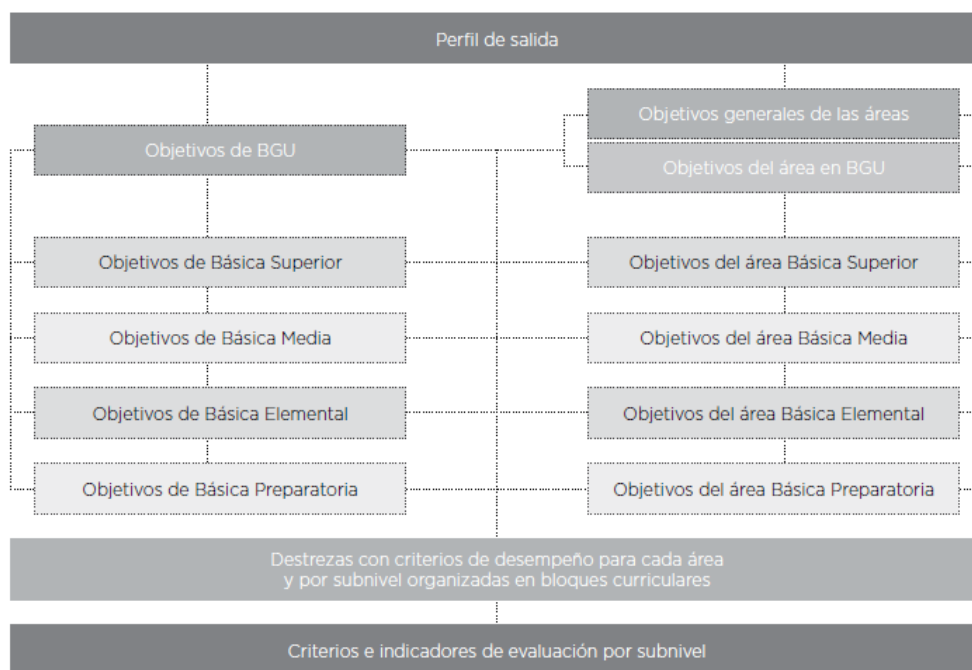 Perfil de salida
Objetivos generales de las áreas
Objetivos de BGU
Objetivos del área en BGU
Objetivos de Básica Superior
Objetivos del área Básica Superior
Objetivos de Básica Media
Objetivos del área Básica Media
Objetivos de Básica Elemental
Objetivos del área Básica Elemental
Objetivos de Básica Preparatoria
Objetivos del área Básica Preparatoria
Destrezas con criterios de desempeño para cada área
y por subnivel organizadas en bloques curriculares
Criterios e indicadores de evaluación por subnivel